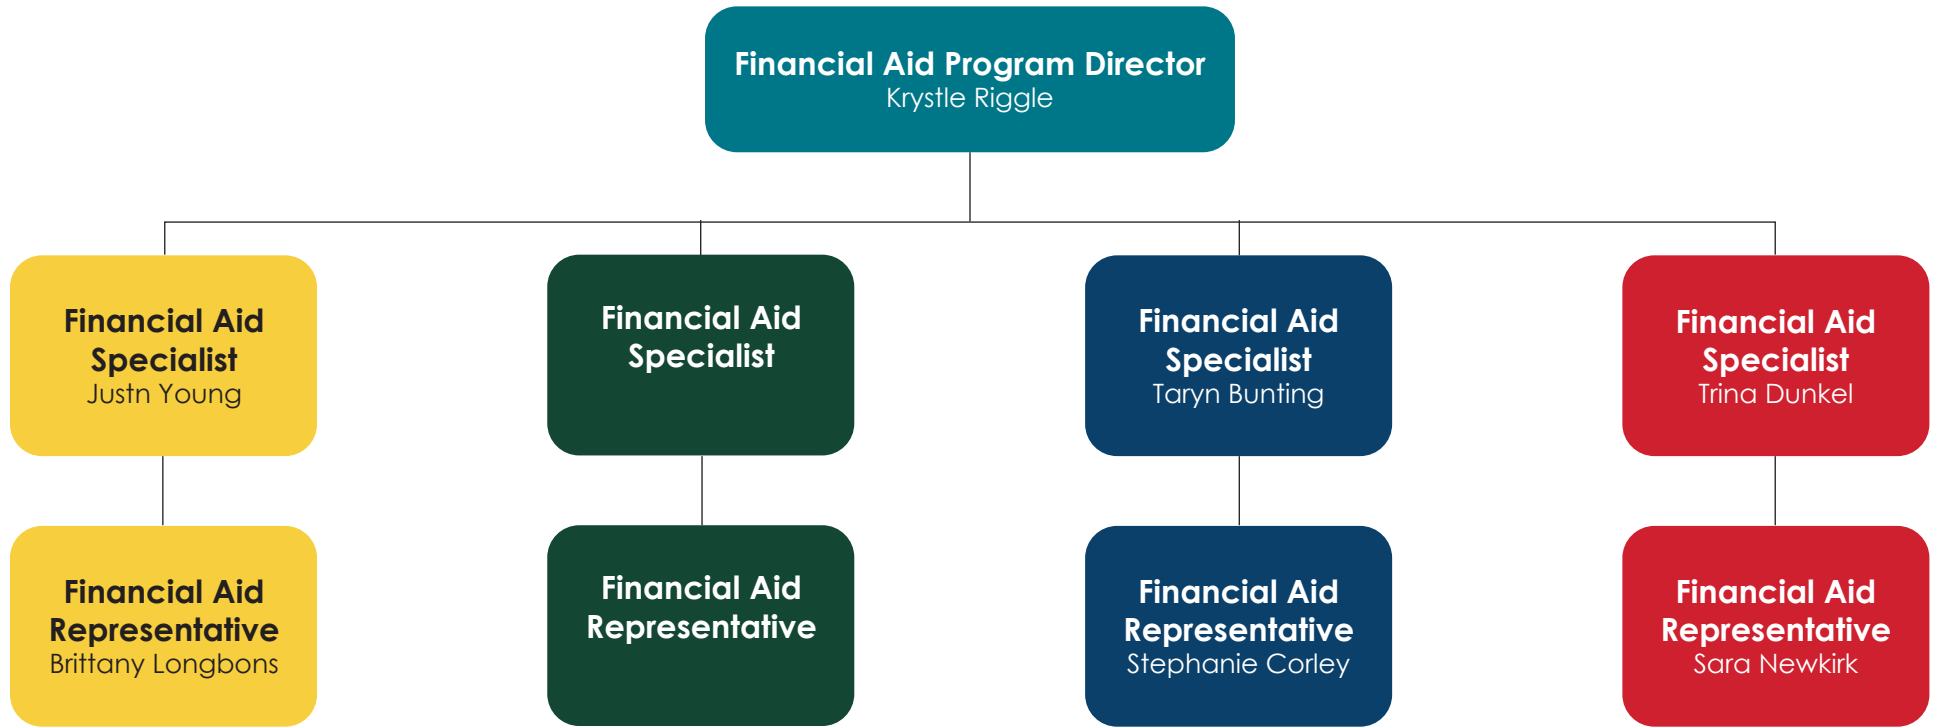 Financial Aid Program Director
Krystle Riggle
Financial Aid
Specialist
Justn Young
Financial Aid
Specialist
Financial Aid
Specialist
Taryn Bunting
Financial Aid
Specialist
Trina Dunkel
Financial Aid
Representative
Brittany Longbons
Financial Aid
Representative
Financial Aid
Representative
Stephanie Corley
Financial Aid
Representative
Sara Newkirk